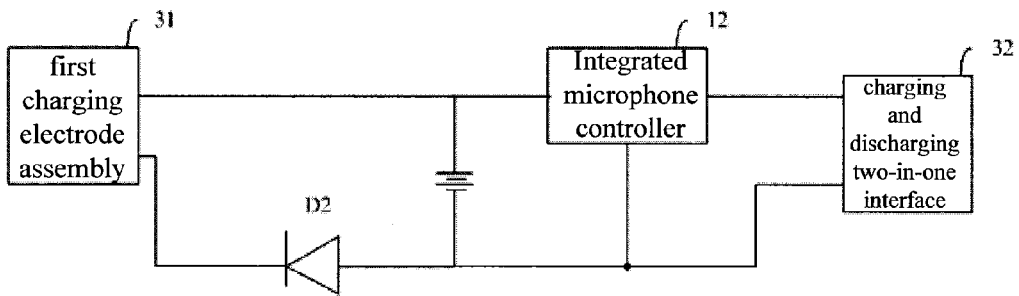 31
first
charging
electrode
assembly
12
Integrated
microphone
controller
32
charging
and
discharging
two-in-one
interface
D2